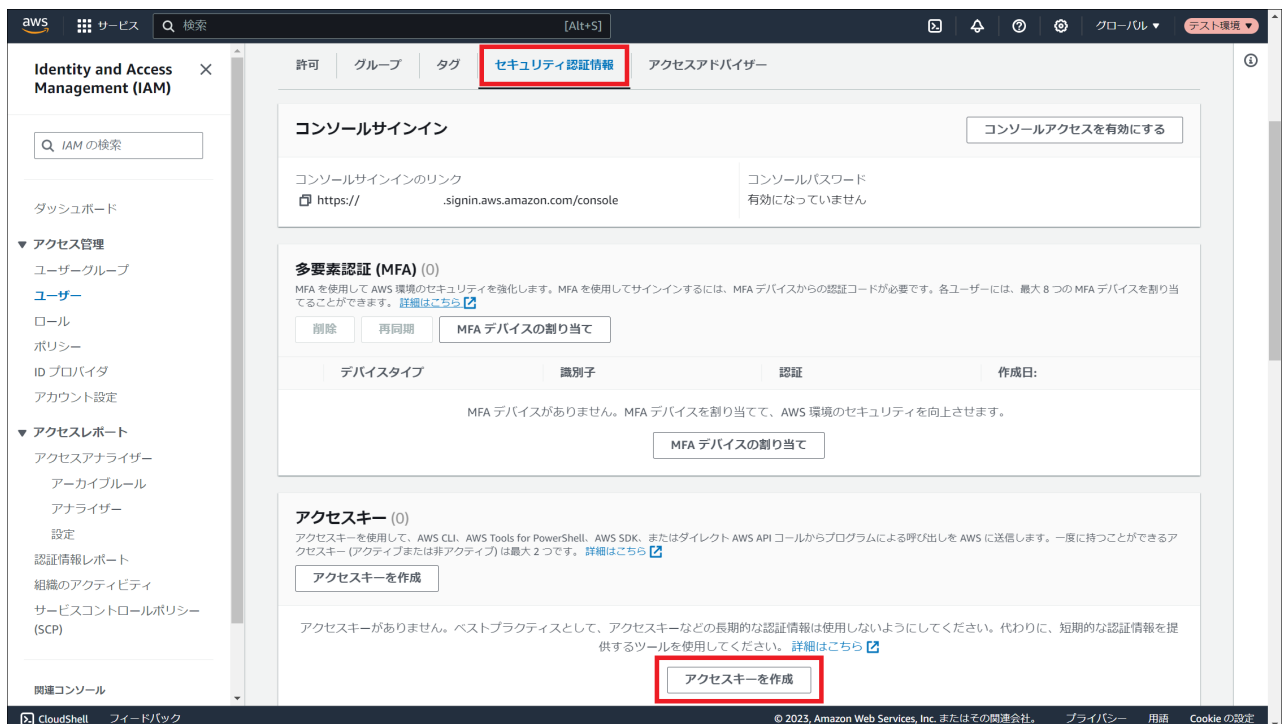 aws
サービス
検索
[Alt+S]
グローバル ▼
テスト環境 ▼
Identity and Access Management (IAM)
IAM の検索
ダッシュボード
▼ アクセス管理
ユーザーグループ
ユーザー
ロール
ポリシー
ID プロバイダ
アカウント設定
▼ アクセスレポート
アクセスアナライザー
アーカイブルール
アナライザー
設定
認証情報レポート
組織のアクティビティ
サービスコントロールポリシー
(SCP)
関連コンソール
許可
グループ
タグ
セキュリティ認証情報
アクセスアドバイザー
コンソールサインイン
コンソールアクセスを有効にする
コンソールサインインのリンク
https:// .signin.aws.amazon.com/console
コンソールパスワード
有効になっていません
多要素認証 (MFA) (0)
MFA を使用して AWS 環境のセキュリティを強化します。MFA を使用してサインインするには、MFA デバイスからの認証コードが必要です。各ユーザーには、最大 8 つの MFA デバイスを割り当
てることができます。 詳細はこちら
削除
再同期
MFA デバイスの割り当て
デバイスタイプ
識別子
認証
作成日:
MFA デバイスがありません。MFA デバイスを割り当てて、AWS 環境のセキュリティを向上させます。
MFA デバイスの割り当て
アクセスキー (0)
アクセスキーを使用して、AWS CLI、AWS Tools for PowerShell、AWS SDK、またはダイレクト AWS API コールからプログラムによる呼び出しを AWS に送信します。一度に持つことができるア
クセスキー (アクティブまたは非アクティブ) は最大 2 つです。 詳細はこちら
アクセスキーを作成
アクセスキーがありません。ベストプラクティスとして、アクセスキーなどの長期的な認証情報は使用しないようにしてください。代わりに、短期的な認証情報を提
供するツールを使用してください。 詳細はこちら
アクセスキーを作成
CloudShell
フィードバック
© 2023, Amazon Web Services, Inc. またはその関連会社。
プライバシー
用語
Cookie の設定